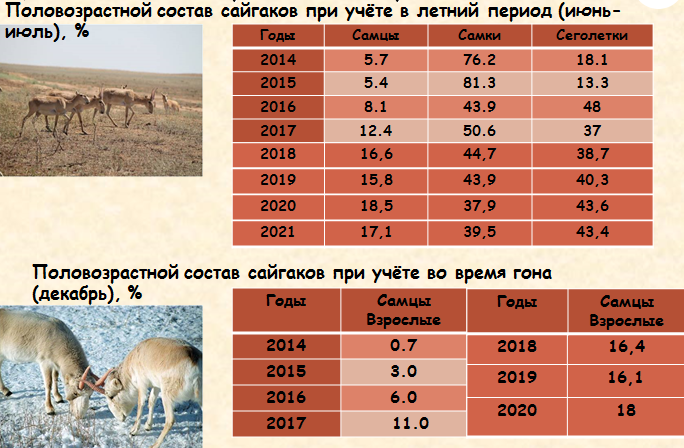 Половозрастной состав сайгаков при учёте в летний период (июнь-
июль), %
Годы Самцы Самки Сеголетки
2014 5.7 76.2 18.1
2015 5.4 81.3 13.3
2016 8.1 43.9 48
2017 12.4 50.6 37
2018 16,6 44,7 38,7
2019 15,8 43,9 40,3
2020 18,5 37,9 43,6
2021 17,1 39,5 43,4
Половозрастной состав сайгаков при учёте во время гона
(декабрь), %
Годы Самцы
Взрослые
2014 0.7
2015 3.0
2016 6.0
2017 11.0
Годы Самцы
Взрослые
2018 16,4
2019 16,1
2020 18